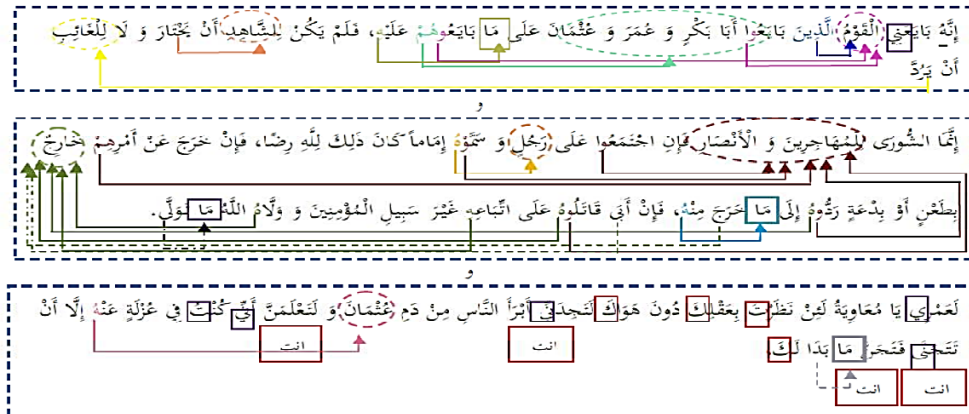 إِنَّهُ بَايَعَنِي الْقَوْمُ الَّذِينَ بَايَعُوا أَبَا بَكْرٍ وَ عُمَرَ وَ عُثْمَانَ عَلَى مَا بَايَعُوهُمْ عَلَيْهِ، فَلَمْ يَكُنْ لِلشَّاهِدِ أَنْ يَخْتَارَ وَ لَا لِلْغَائِبِ
أَنْ يَرُدَّ
و
إِنَّمَا الشُّورَى لِلْمُهَاجِرِينَ وَ الْأَنْصَارِ فَإِنِ اجْتَمَعُوا عَلَى رَجُلٍ وَ سَمَّوْهُ إِمَاماً كَانَ ذَلِكَ لِلَّهِ رِضًا، فَإِنْ خَرَجَ عَنْ أَمْرِهِمْ خَارِجٌ
بِطَعْنٍ أَوْ بِدْعَةٍ رَدُّوهُ إِلَى مَا خَرَجَ مِنْهُ، فَإِنْ أَبَى قَاتَلُوهُ عَلَى اتِّبَاعِهِ غَيْرَ سَبِيلِ الْمُؤْمِنِينَ وَ وَلَّاهُ اللَّهُ مَا تَوَلَّى.
و
لَعَمْرِي يَا مُعَاوِيَةُ لَئِنْ نَظَرْتَ بِعَقْلِكَ دُونَ هَوَاكَ لَتَجِدَنِّي أَبْرَأَ النَّاسِ مِنْ دَمِ عُثْمَانَ وَ لَتَعْلَمَنَّ أَنِّي كُنْتُ فِي عُزْلَةٍ عَنْهُ إِلَّا أَنْ
انت انت
تَتَجَنَّى فَتَجَنَّ مَا بَدَا لَكَ
انت انت